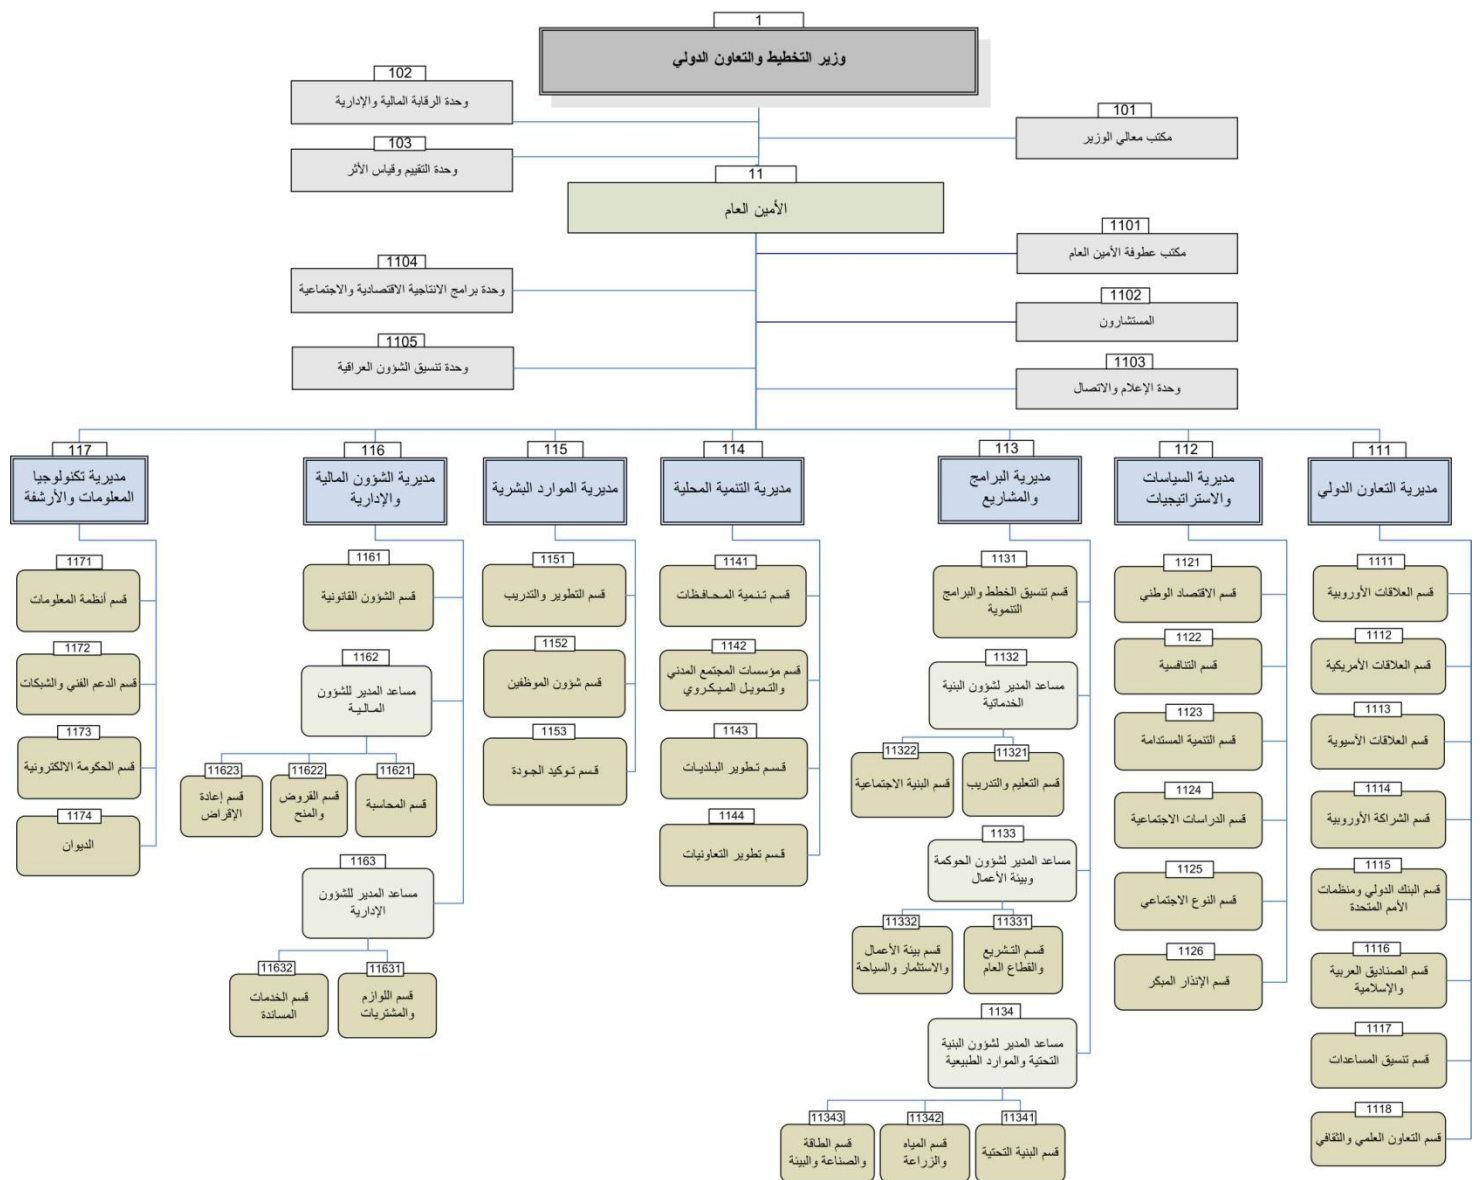 1
وزير التخطيط والتعاون الدولي
101
مكتب معالي الوزير
102
وحدة الرقابة المالية والإدارية
103
وحدة التقييم وقياس الأثر
11
الأمين العام
1101
مكتب عطوفة الأمين العام
1102
المستشارون
1103
وحدة الإعلام والاتصال
1104
وحدة برامج الانتاجية الاقتصادية والاجتماعية
1105
وحدة تنسيق الشؤون العراقية
111
مديرية التعاون الدولي
1111
قسم العلاقات الأوروبية
1112
قسم العلاقات الأمريكية
1113
قسم العلاقات الأسيوية
1114
قسم الشراكة الأوروبية
1115
قسم البنك الدولي ومنظمات
الأمم المتحدة
1116
قسم الصناديق العربية
والإسلامية
1117
قسم تنسيق المساعدات
1118
قسم التعاون العلمي والثقافي
112
مديرية السياسات
والاستراتيجيات
1121
قسم الاقتصاد الوطني
1122
قسم التنافسية
1123
قسم التنمية المستدامة
1124
قسم الدراسات الاجتماعية
1125
قسم النوع الاجتماعي
1126
قسم الإنذار المبكر
113
مديرية البرامج
والمشاريع
1131
قسم تنسيق الخطط والبرامج
التنموية
1132
مساعد المدير لشؤون البنية
الخدماتية
11321
قسم التعليم والتدريب
11322
قسم البنية الاجتماعية
1133
مساعد المدير لشؤون الحوكمة
وبيئة الأعمال
11331
قسم التشريع
والقطاع العام
11332
قسم بيئة الأعمال
والاستثمار والسياحة
1134
مساعد المدير لشؤون البنية
التحتية والموارد الطبيعية
11341
قسم البنية التحتية
11342
قسم المياه
والزراعة
11343
قسم الطاقة
والصناعة والبيئة
114
مديرية التنمية المحلية
1141
قسم تنمية المحافظات
1142
قسم مؤسسات المجتمع المدني
والتمويل الميكروي
1143
قسم تطوير البلديات
1144
قسم تطوير التعاونيات
115
مديرية الموارد البشرية
1151
قسم التطوير والتدريب
1152
قسم شؤون الموظفين
1153
قسم توكيد الجودة
116
مديرية الشؤون المالية
والإدارية
1161
قسم الشؤون القانونية
1162
مساعد المدير للشؤون
المالية
11621
قسم المحاسبة
11622
قسم القروض
والمنح
11623
قسم إعادة
الإقراض
1163
مساعد المدير للشؤون
الإدارية
11631
قسم اللوازم
والمشتريات
11632
قسم الخدمات
المساندة
117
مديرية تكنولوجيا
المعلومات والأرشفة
1171
قسم أنظمة المعلومات
1172
قسم الدعم الفني والشبكات
1173
قسم الحكومة الالكترونية
1174
الديوان